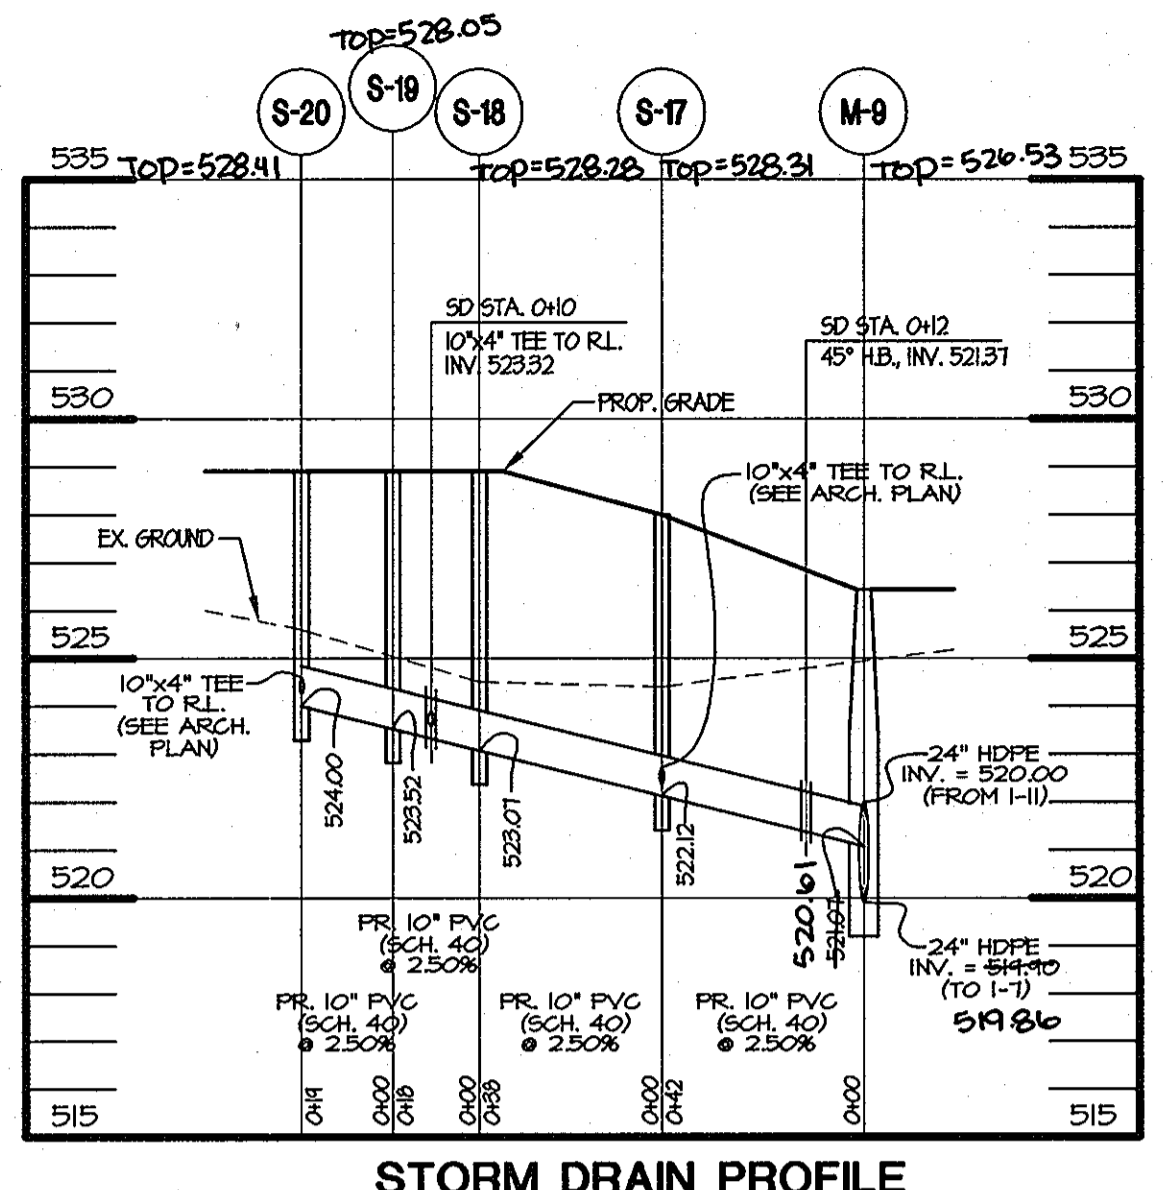 TOP=528.05
S-20
S-19
S-18
S-17
M-9
535
TOP=528.41
TOP=528.28
TOP=528.31
TOP=526.53
535
SD STA. 0+10
10"x4" TEE TO R.L.
INV. 523.32
SD STA. 0+12
45° H.B., INV. 521.37
530
PROP. GRADE
530
10"x4" TEE TO R.L.
(SEE ARCH. PLAN)
EX. GROUND
525
525
10"x4" TEE
TO R.L.
(SEE ARCH.
PLAN)
524.00
523.52
523.07
522.12
520.61
521.07
24" HDPE
INV. = 520.00
(FROM I-11)
520
520
24" HDPE
INV. = 519.90
(TO I-7)
519.86
PR. 10" PVC
(SCH. 40)
@ 2.50%
PR. 10" PVC
(SCH. 40)
@ 2.50%
PR. 10" PVC
(SCH. 40)
@ 2.50%
PR. 10" PVC
(SCH. 40)
@ 2.50%
515
0+19
0+00
0+18
0+00
0+38
0+00
0+42
0+00
515
STORM DRAIN PROFILE